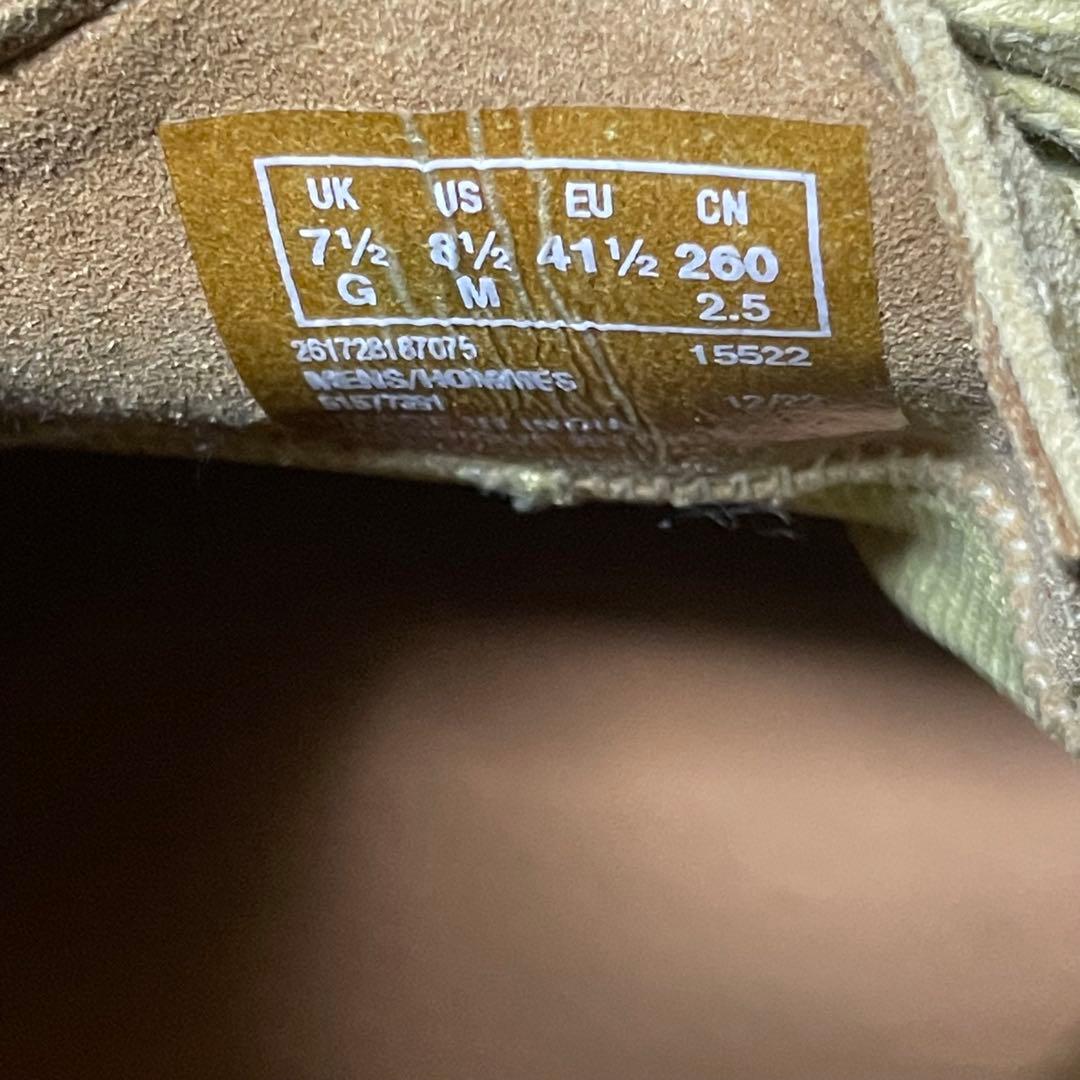 UK US EU CN
7½ 8½ 41½ 260
G M 2.5
261728187075 15522
MENS/HOMMES